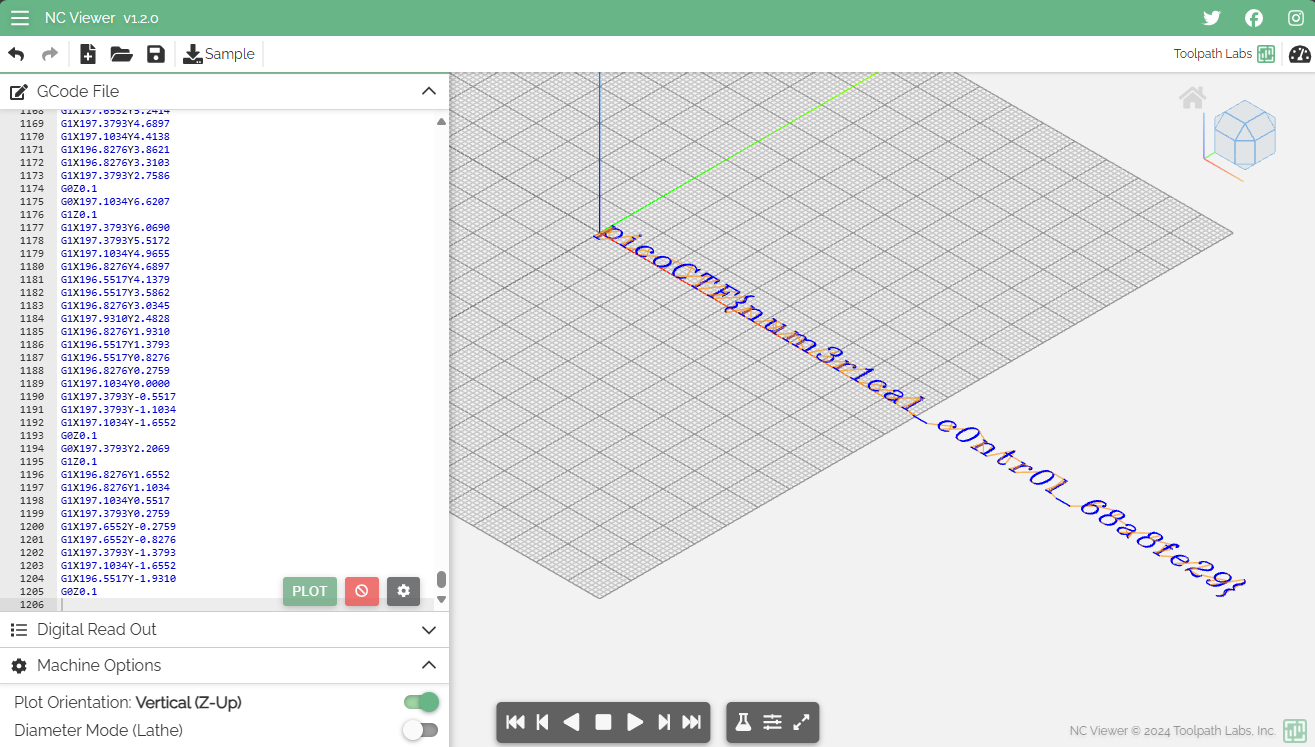 NC Viewer v1.2.0
Sample
Toolpath Labs
GCode File
1168 G1X197.6552Y5.2414
1169 G1X197.3793Y4.6897
1170 G1X197.1034Y4.4138
1171 G1X196.8276Y3.8621
1172 G1X196.8276Y3.3103
1173 G1X197.3793Y2.7586
1174 G0Z0.1
1175 G0X197.1034Y6.6207
1176 G1Z0.1
1177 G1X197.3793Y6.0690
1178 G1X197.3793Y5.5172
1179 G1X197.1034Y4.9655
1180 G1X196.8276Y4.6897
1181 G1X196.5517Y4.1379
1182 G1X196.5517Y3.5862
1183 G1X196.8276Y3.0345
1184 G1X197.9310Y2.4828
1185 G1X196.8276Y1.9310
1186 G1X196.5517Y1.3793
1187 G1X196.5517Y0.8276
1188 G1X196.8276Y0.2759
1189 G1X197.1034Y0.0000
1190 G1X197.3793Y-0.5517
1191 G1X197.3793Y-1.1034
1192 G1X197.1034Y-1.6552
1193 G0Z0.1
1194 G0X197.3793Y2.2069
1195 G1Z0.1
1196 G1X196.8276Y1.6552
1197 G1X196.8276Y1.1034
1198 G1X197.1034Y0.5517
1199 G1X197.3793Y0.2759
1200 G1X197.6552Y-0.2759
1201 G1X197.6552Y-0.8276
1202 G1X197.3793Y-1.3793
1203 G1X197.1034Y-1.6552
1204 G1X196.5517Y-1.9310
1205 G0Z0.1
1206
PLOT
picoCTF{num3r1cal_c0ntr0l_68a8fe29}
Digital Read Out
Machine Options
Plot Orientation: Vertical (Z-Up)
Diameter Mode (Lathe)
NC Viewer © 2024 Toolpath Labs, Inc.